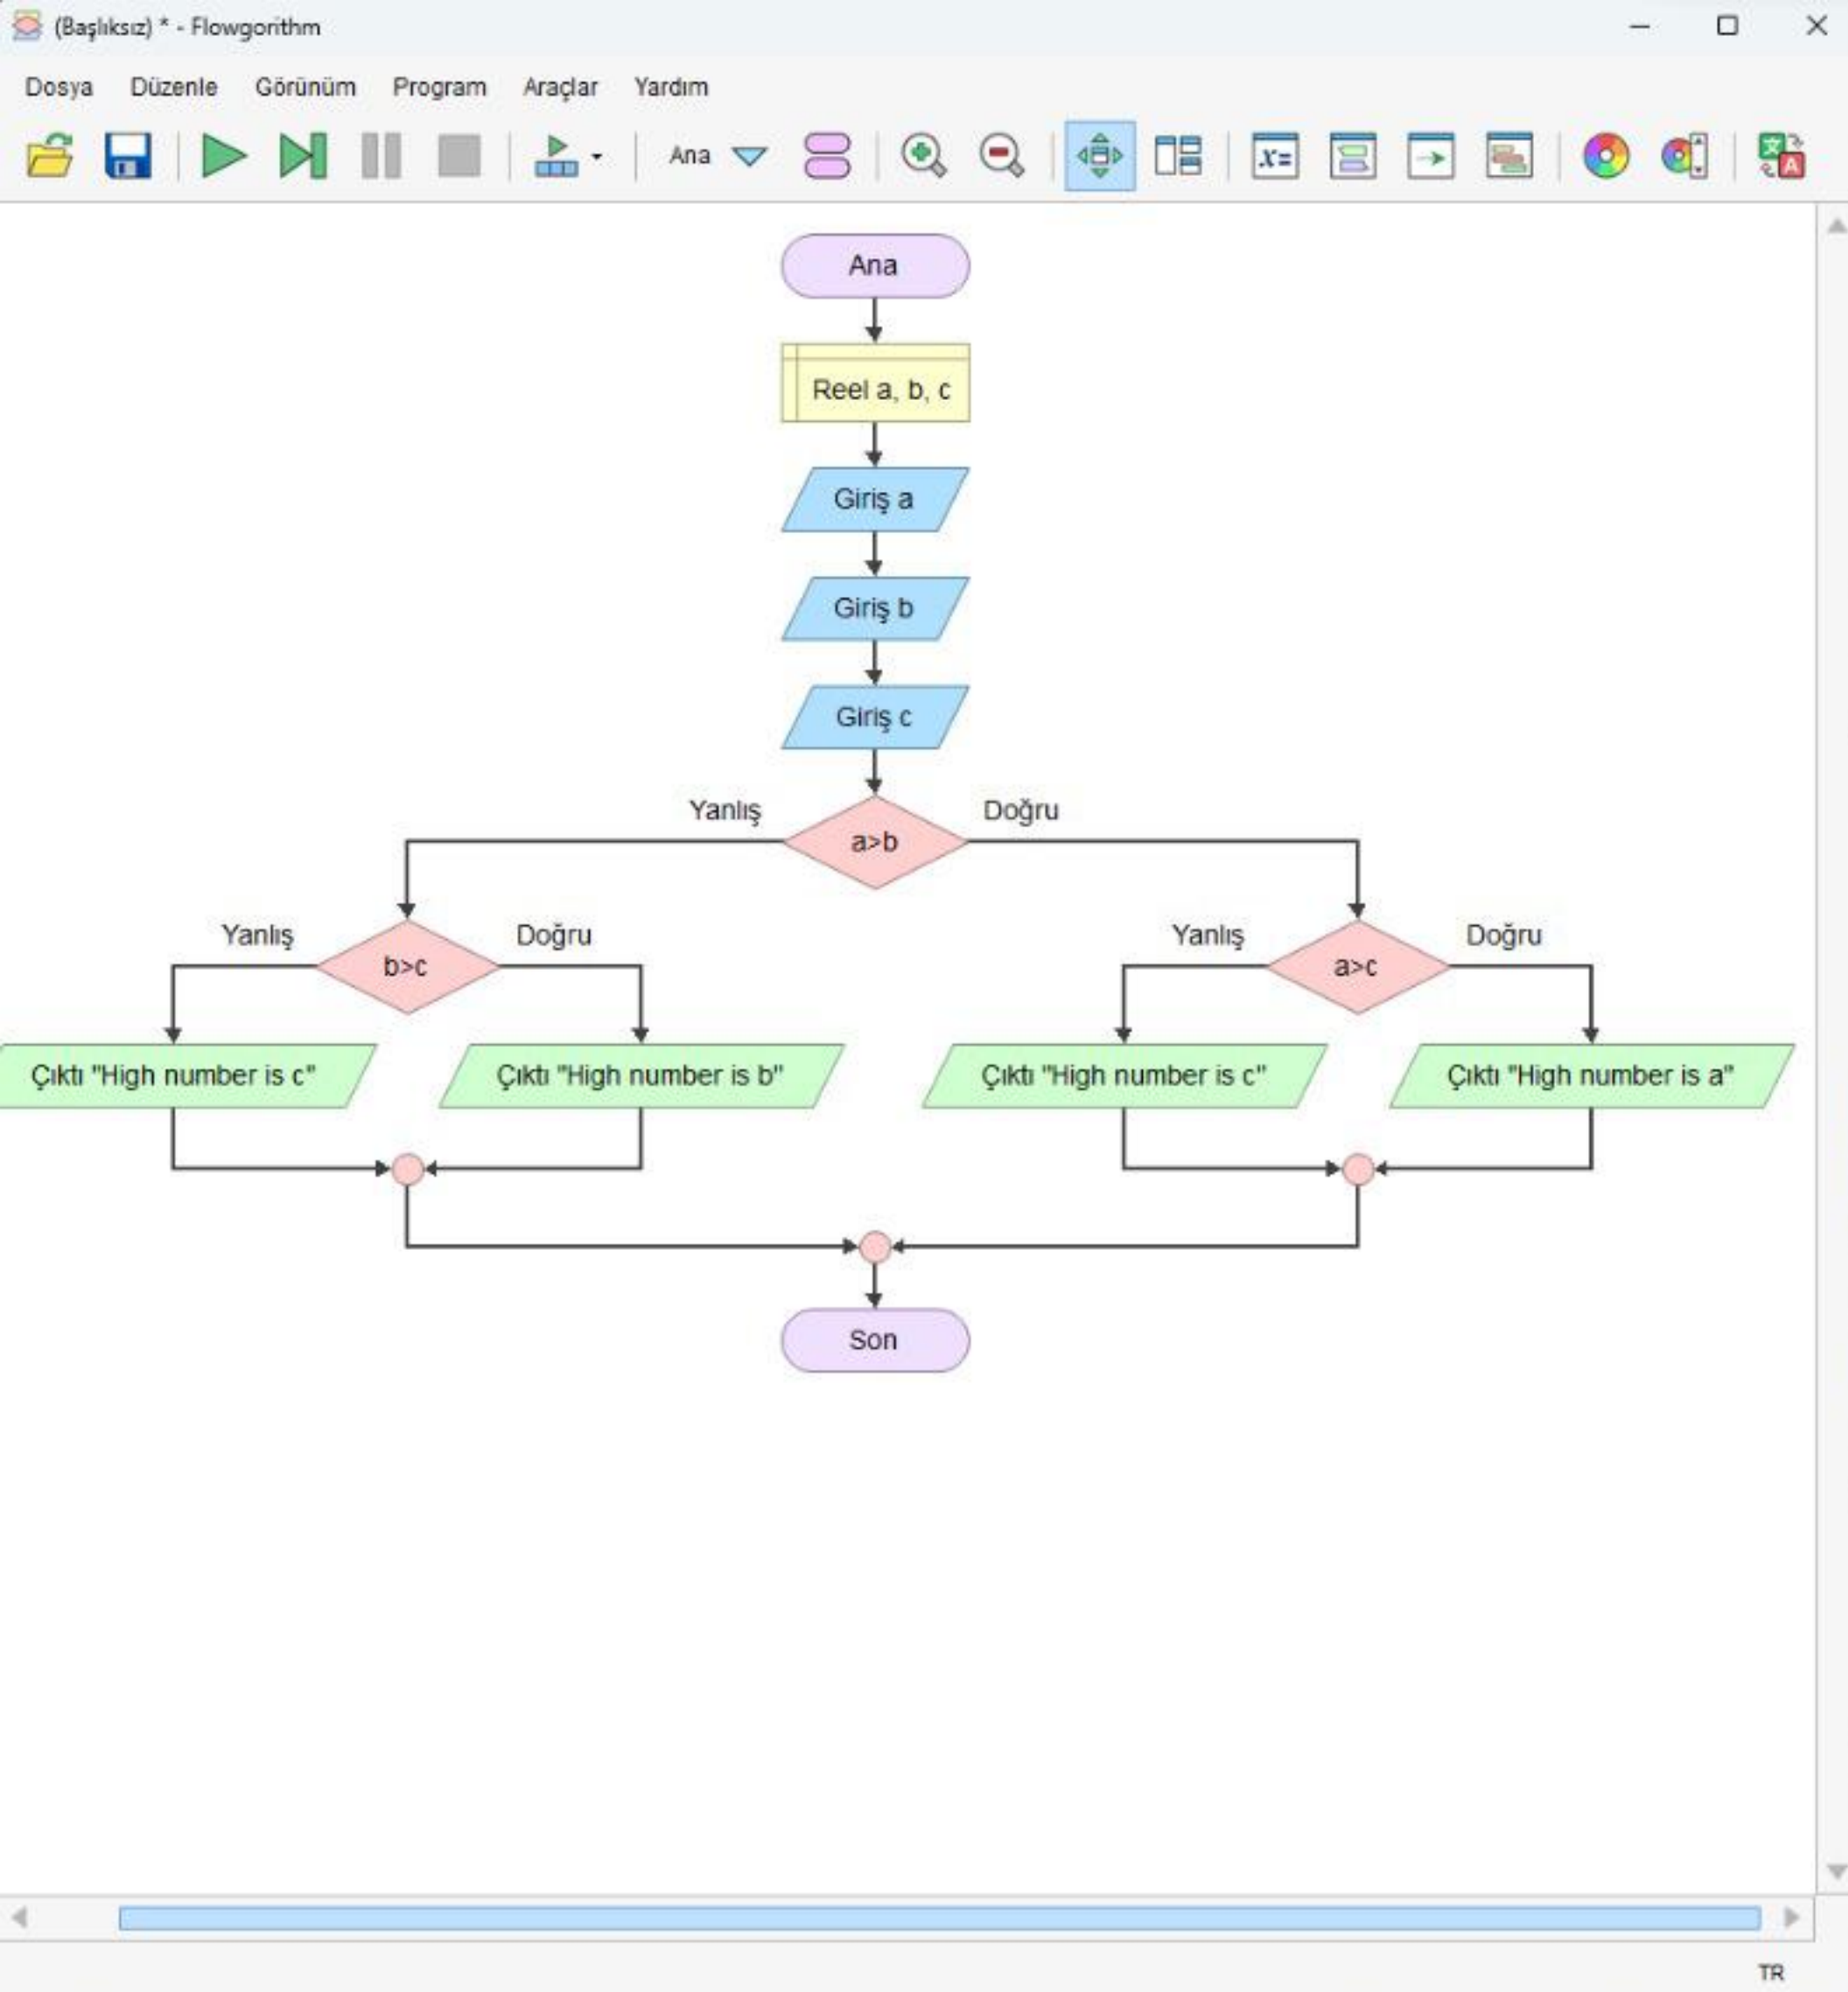 (Başlıksız) * - Flowgorithm
Dosya Düzenle Görünüm Program Araçlar Yardım
Ana x= 文 A
Ana
Reel a, b, c
Giriş a
Giriş b
Giriş c
Yanlış Doğru
a>b
Yanlış Doğru Yanlış Doğru
b>c a>c
Çıktı "High number is c" Çıktı "High number is b" Çıktı "High number is c" Çıktı "High number is a"
Son
TR